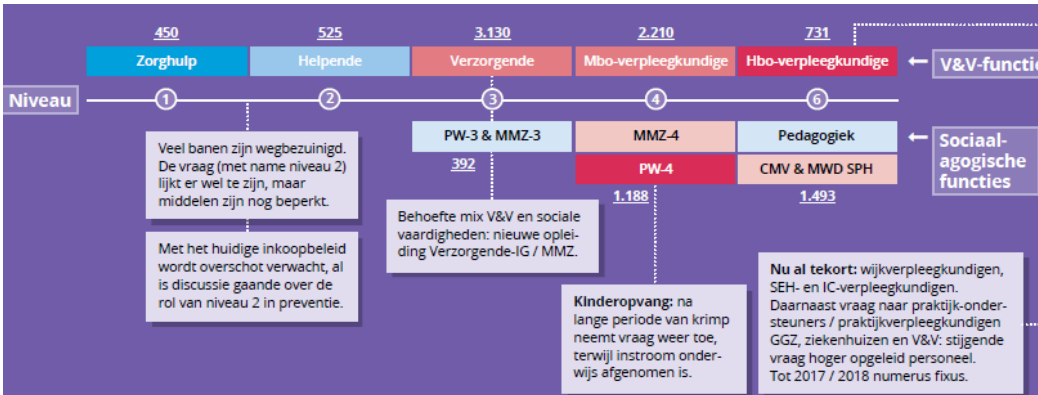 450
525
3.130
2.210
731
Zorghulp
Helpende
Verzorgende
Mbo-verpleegkundige
Hbo-verpleegkundige
V&V-functie
Niveau
1
2
3
4
6
PW-3 & MMZ-3
MMZ-4
Pedagogiek
Sociaal-
agogische
functies
PW-4
CMV & MWD SPH
392
1.188
1.493
Veel banen zijn wegbezuinigd.
De vraag (met name niveau 2)
lijkt er wel te zijn, maar
middelen zijn nog beperkt.
Met het huidige inkoopbeleid
wordt overschot verwacht, al
is discussie gaande over de
rol van niveau 2 in preventie.
Behoefte mix V&V en sociale
vaardigheden: nieuwe oplei-
ding Verzorgende-IG / MMZ.
Kinderopvang: na
lange periode van krimp
neemt vraag weer toe,
terwijl instroom onder-
wijs afgenomen is.
Nu al tekort: wijkverpleegkundigen,
SEH- en IC-verpleegkundigen.
Daarnaast vraag naar praktijk-onder-
steuners / praktijkverpleegkundigen
GGZ, ziekenhuizen en V&V: stijgende
vraag hoger opgeleid personeel.
Tot 2017 / 2018 numerus fixus.